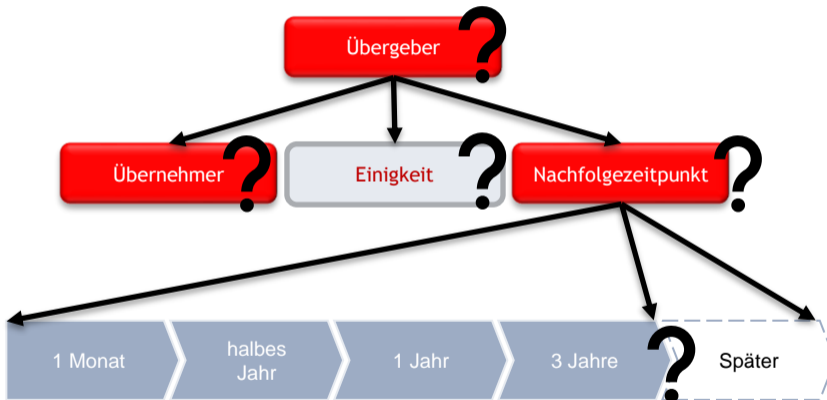 Übergeber ?
Übernehmer ?
Einigkeit ?
Nachfolgezeitpunkt ?
1 Monat
halbes
Jahr
1 Jahr
3 Jahre
?
Später